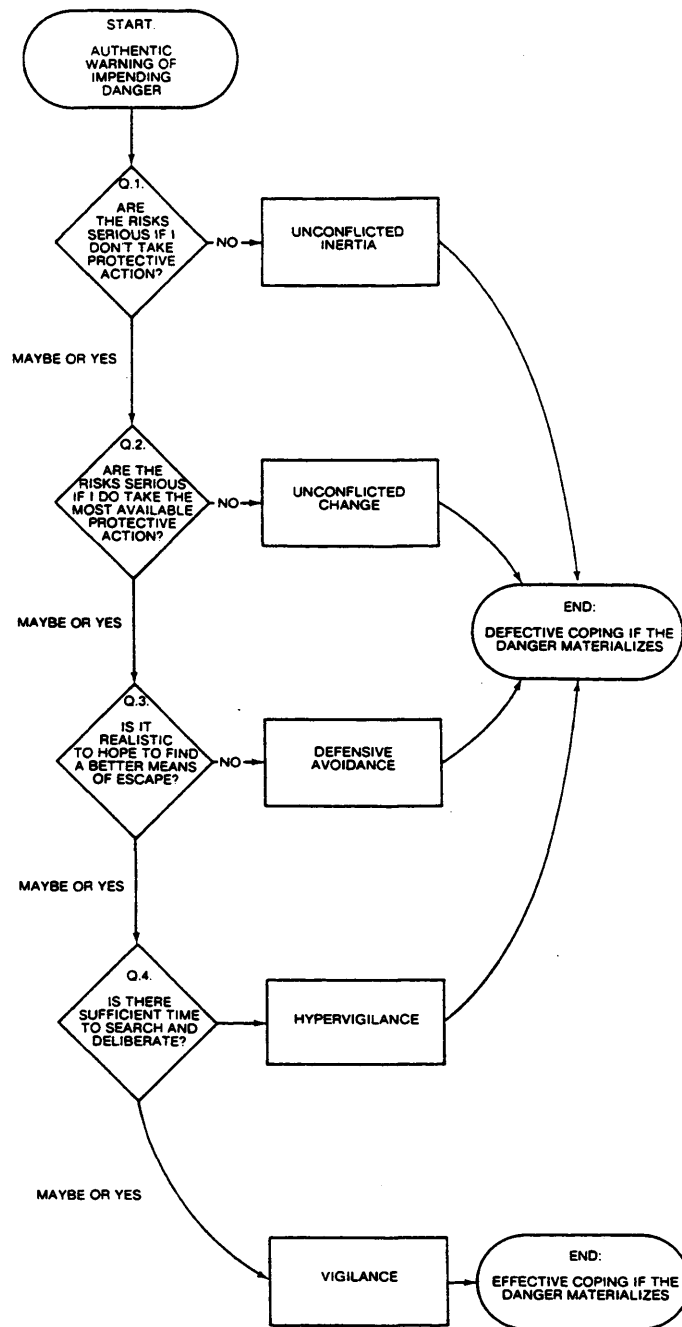 START.
AUTHENTIC
WARNING OF
IMPENDING
DANGER
Q.1.
ARE
THE RISKS
SERIOUS IF I
DON'T TAKE
PROTECTIVE
ACTION?
NO
UNCONFLICTED
INERTIA
MAYBE OR YES
Q.2.
ARE THE
RISKS SERIOUS
IF I DO TAKE THE
MOST AVAILABLE
PROTECTIVE
ACTION?
NO
UNCONFLICTED
CHANGE
END:
DEFECTIVE COPING IF THE
DANGER MATERIALIZES
MAYBE OR YES
Q.3.
IS IT
REALISTIC
TO HOPE TO FIND
A BETTER MEANS
OF ESCAPE?
NO
DEFENSIVE
AVOIDANCE
MAYBE OR YES
Q.4.
IS THERE
SUFFICIENT TIME
TO SEARCH AND
DELIBERATE?
HYPERVIGILANCE
MAYBE OR YES
VIGILANCE
END:
EFFECTIVE COPING IF THE
DANGER MATERIALIZES